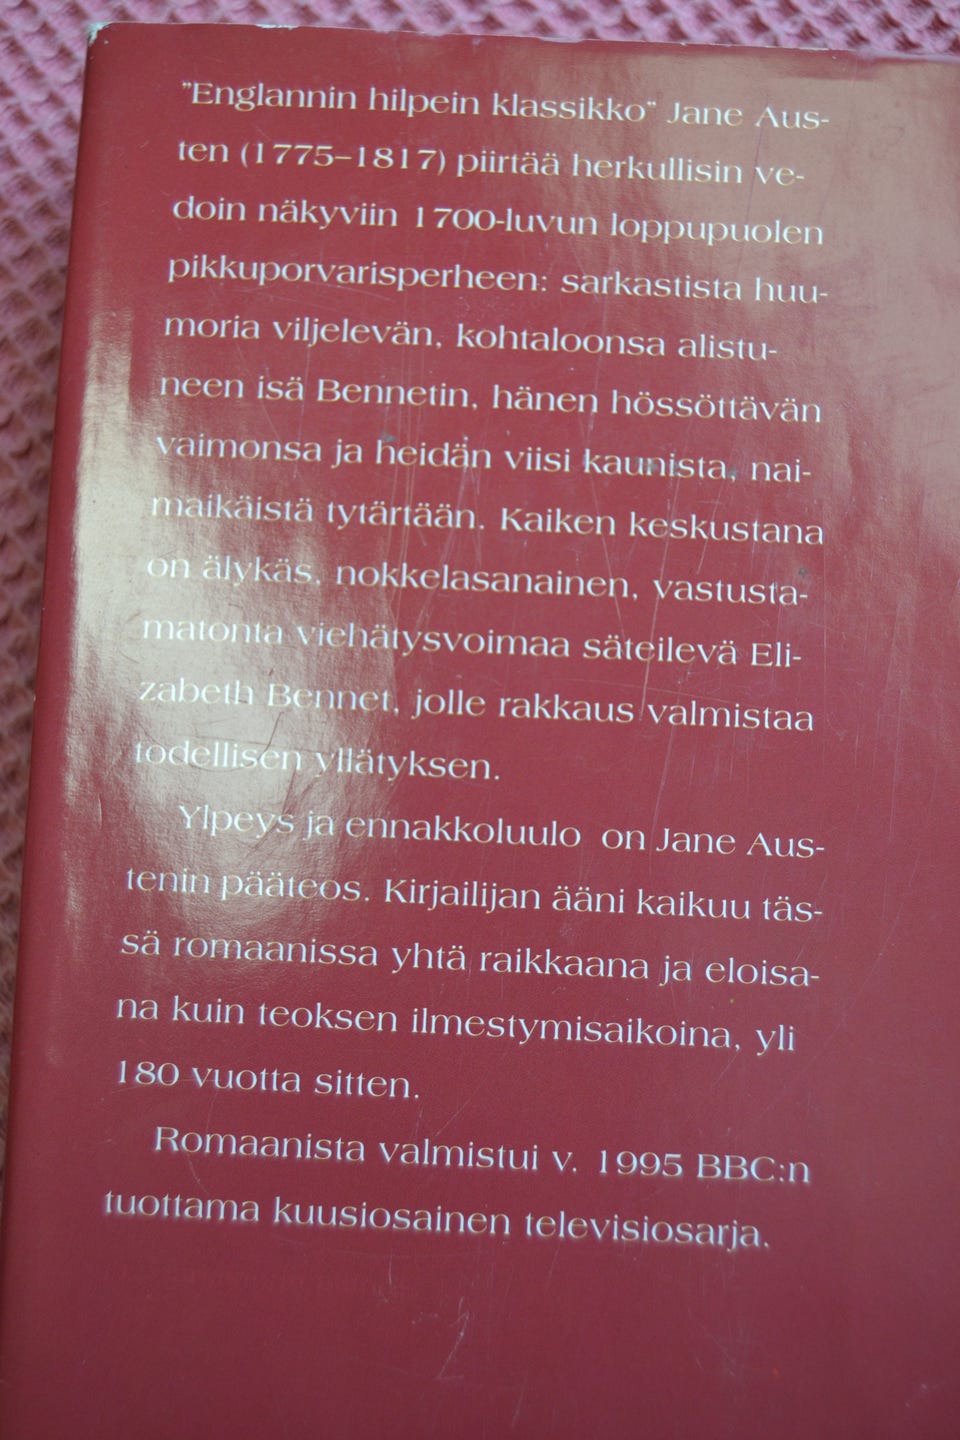 "Englannin hilpein klassikko" Jane Aus-
ten (1775–1817) piirtää herkullisin ve-
doin näkyviin 1700-luvun loppupuolen
pikkuporvarisperheen: sarkastista huu-
moria viljelevän, kohtaloonsa alistu-
neen isä Bennetin, hänen hössöttävän
vaimonsa ja heidän viisi kaunista, nai-
maikäistä tytärtään. Kaiken keskustana
on älykäs, nokkelasanainen, vastusta-
matonta viehätysvoimaa säteilevä Eli-
zabeth Bennet, jolle rakkaus valmistaa
todellisen yllätyksen.
Ylpeys ja ennakkoluulo on Jane Aus-
tenin pääteos. Kirjailijan ääni kaikuu täs-
sä romaanissa yhtä raikkaana ja eloisa-
na kuin teoksen ilmestymisaikoina, yli
180 vuotta sitten.
Romaanista valmistui v. 1995 BBC:n
tuottama kuusiosainen televisiosarja.